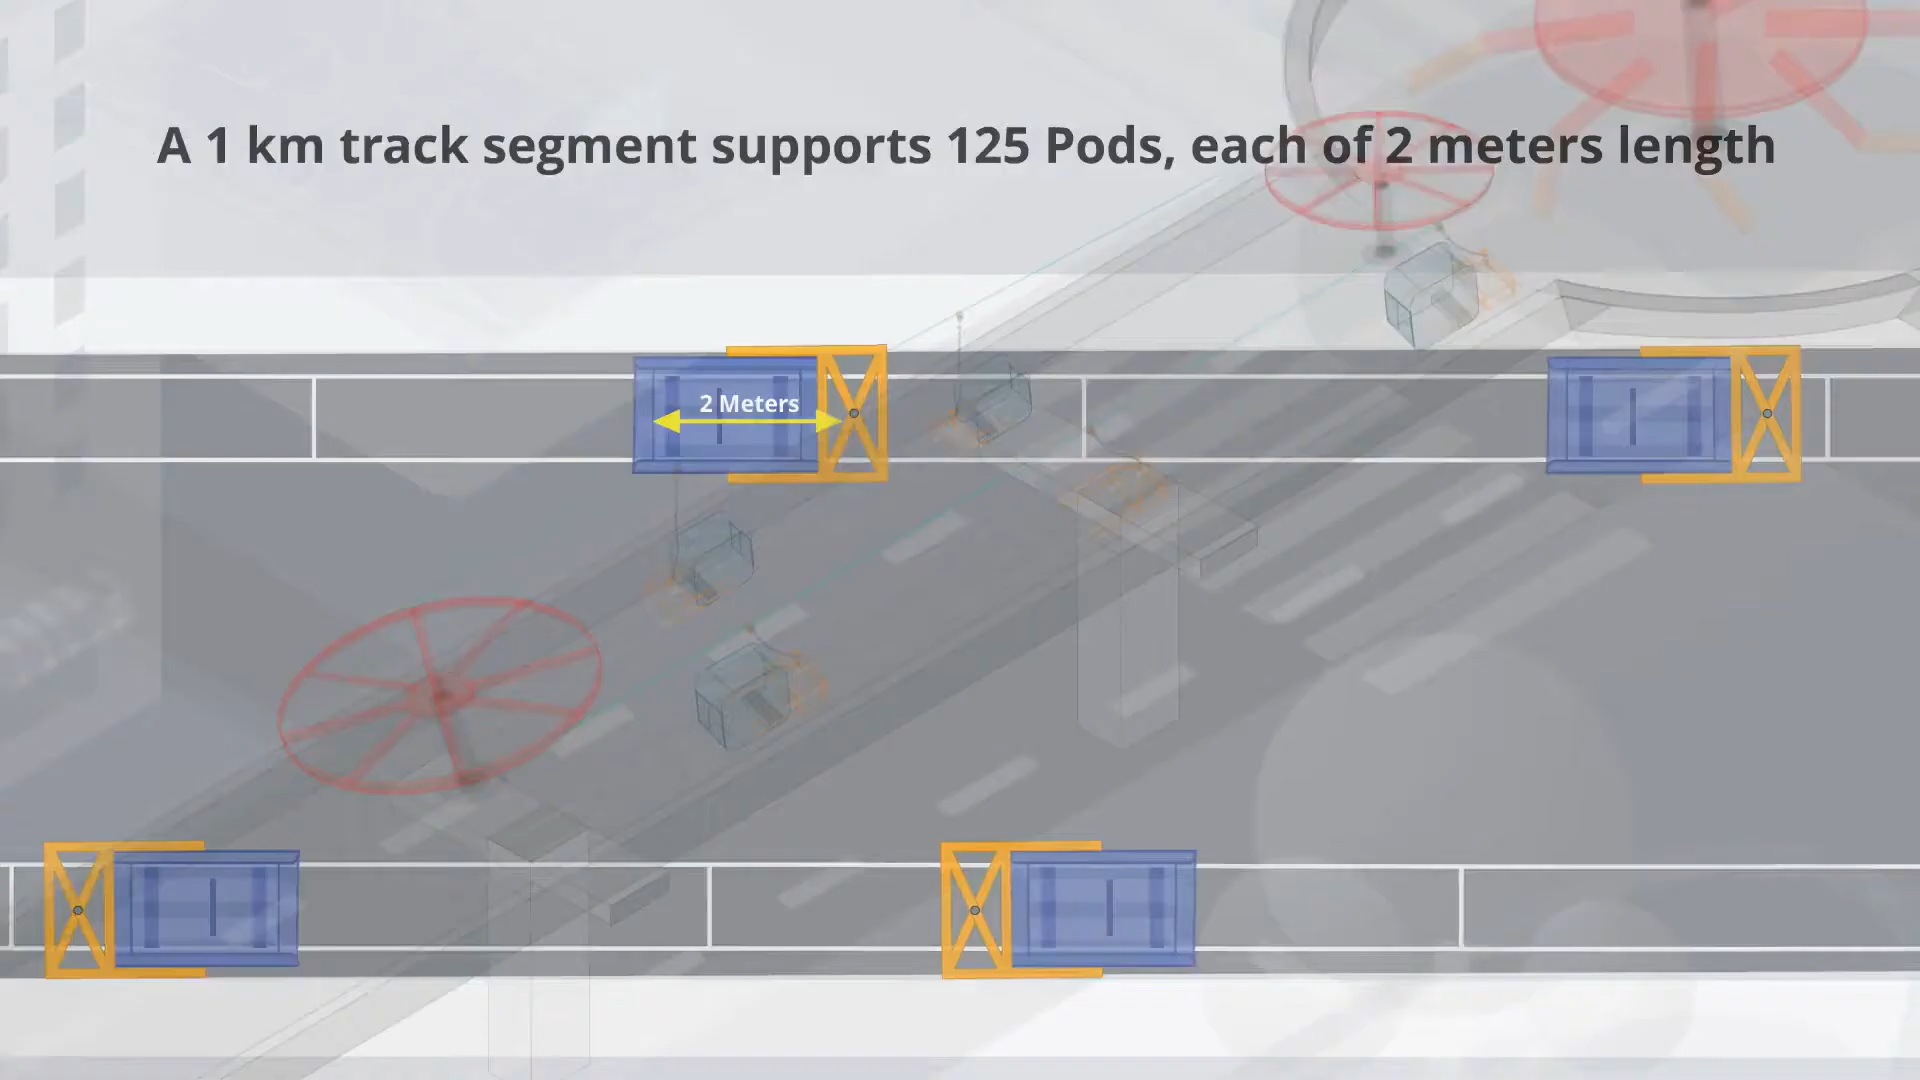 A 1 km track segment supports 125 Pods, each of 2 meters length
2 Meters